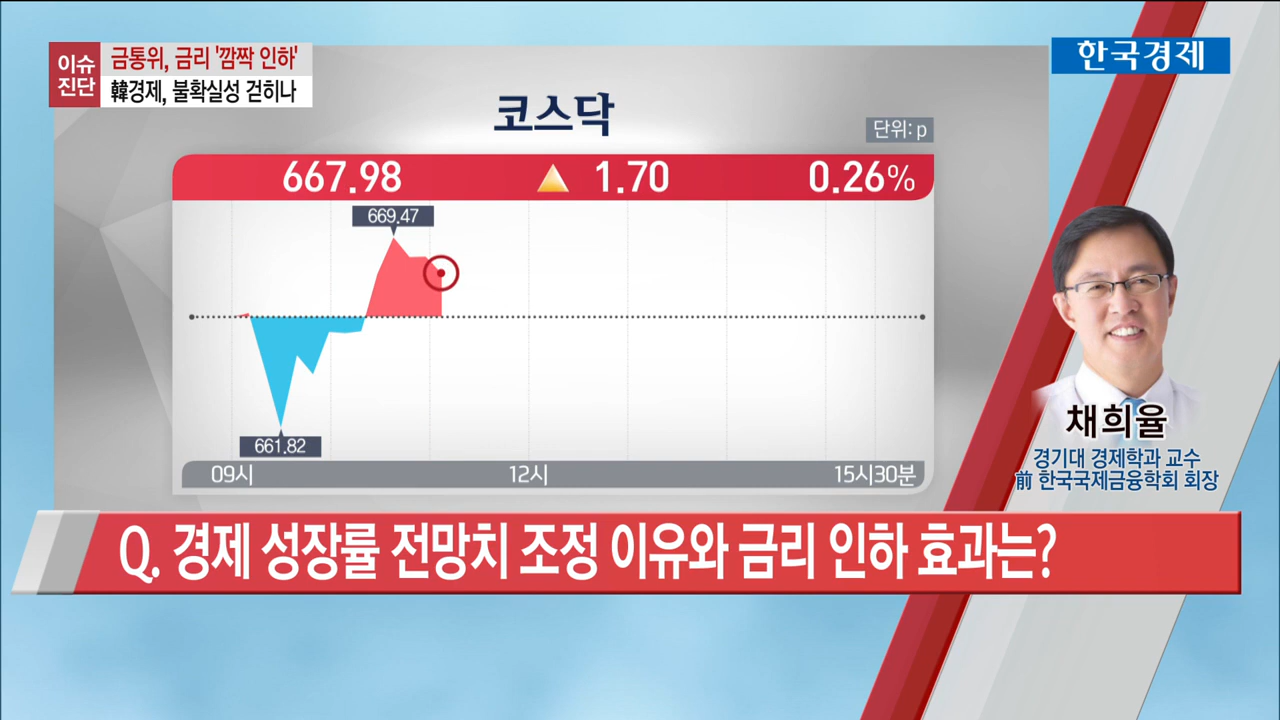 이슈
진단
금통위, 금리 '깜짝 인하'
韓경제, 불확실성 걷히나
한국경제
코스닥
단위: p
667.98 ▲ 1.70 0.26%
669.47
661.82
09시 12시 15시30분
채희율
경기대 경제학과 교수
前 한국국제금융학회 회장
Q. 경제 성장률 전망치 조정 이유와 금리 인하 효과는?